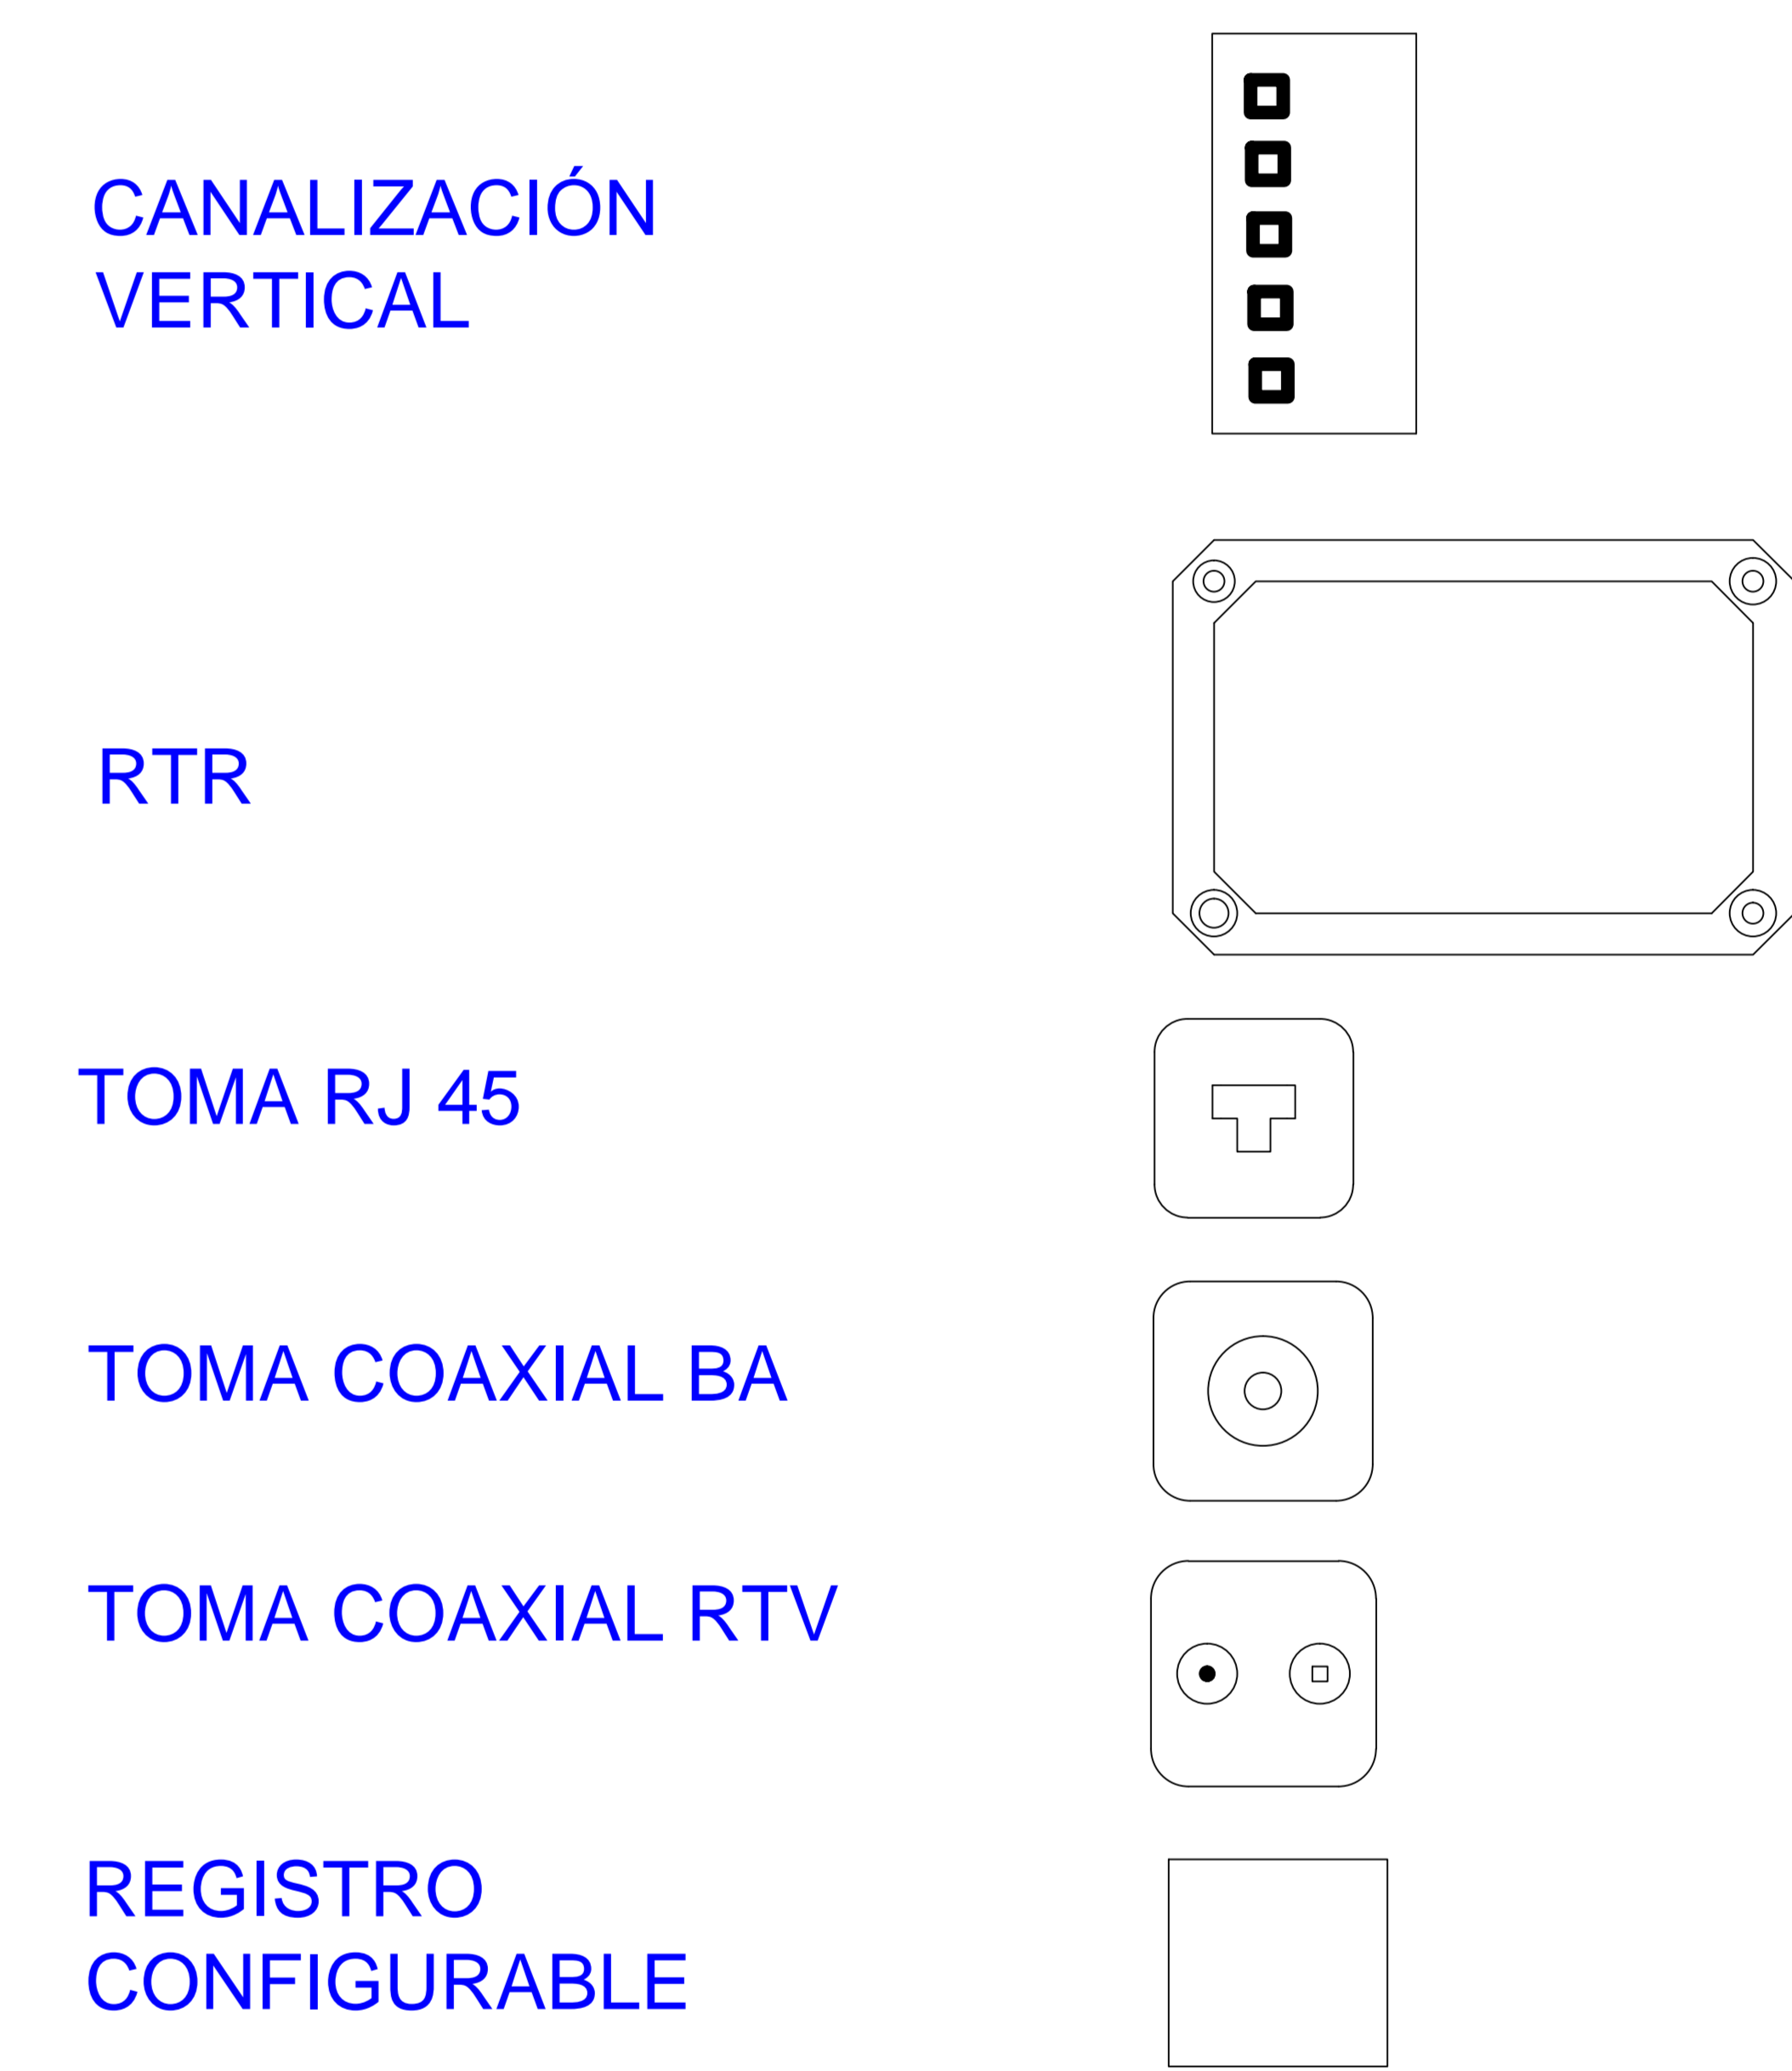 CANALIZACIÓN
VERTICAL
RTR
TOMA RJ 45
TOMA COAXIAL BA
TOMA COAXIAL RTV
REGISTRO
CONFIGURABLE